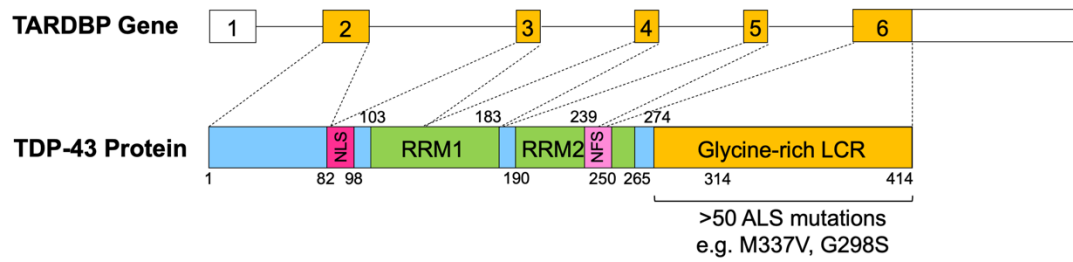 TARDBP Gene 1 2 3 4 5 6
103 183 239 274
TDP-43 Protein NLS RRM1 RRM2 NFS Glycine-rich LCR
1 82 98 190 250 265 314 414
>50 ALS mutations
e.g. M337V, G298S